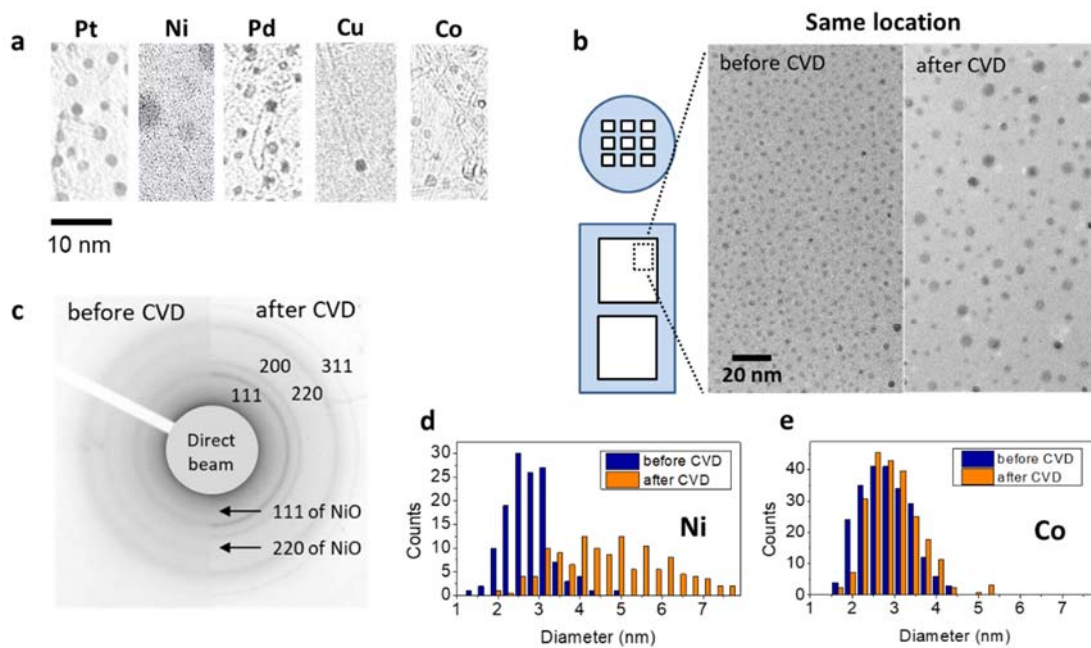 a
Pt Ni Pd Cu Co
10 nm
b
Same location
before CVD after CVD
20 nm
c
before CVD after CVD
200 311
111 220
Direct
beam
111 of NiO
220 of NiO
d
before CVD
after CVD
Ni
Counts
30
25
20
15
10
5
0
1 2 3 4 5 6 7
Diameter (nm)
e
before CVD
after CVD
Co
Counts
40
30
20
10
0
1 2 3 4 5 6 7
Diameter (nm)